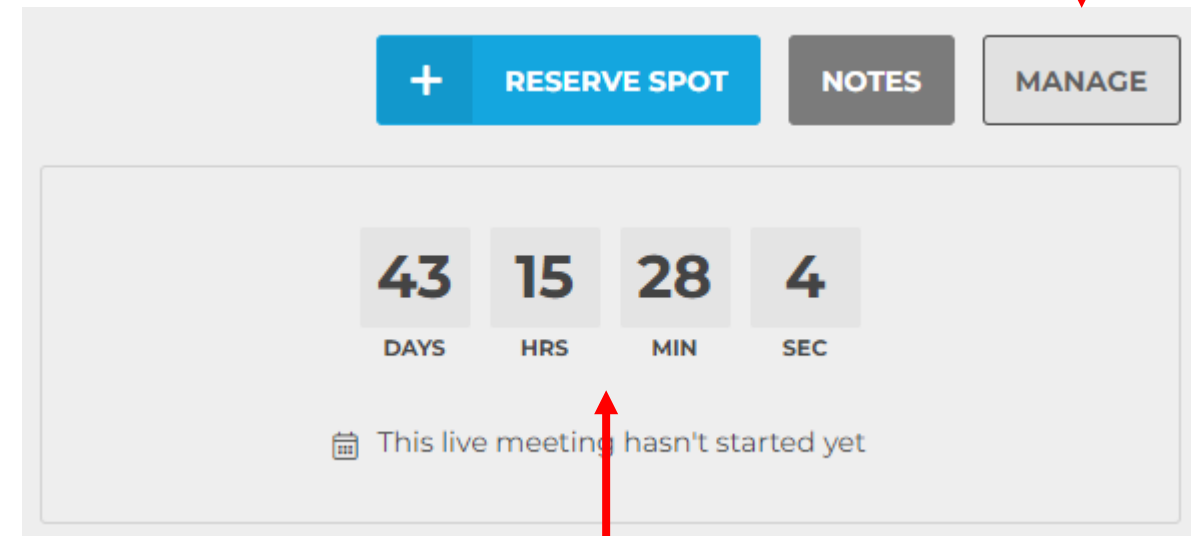 + RESERVE SPOT NOTES MANAGE
43 15 28 4
DAYS HRS MIN SEC
This live meeting hasn't started yet